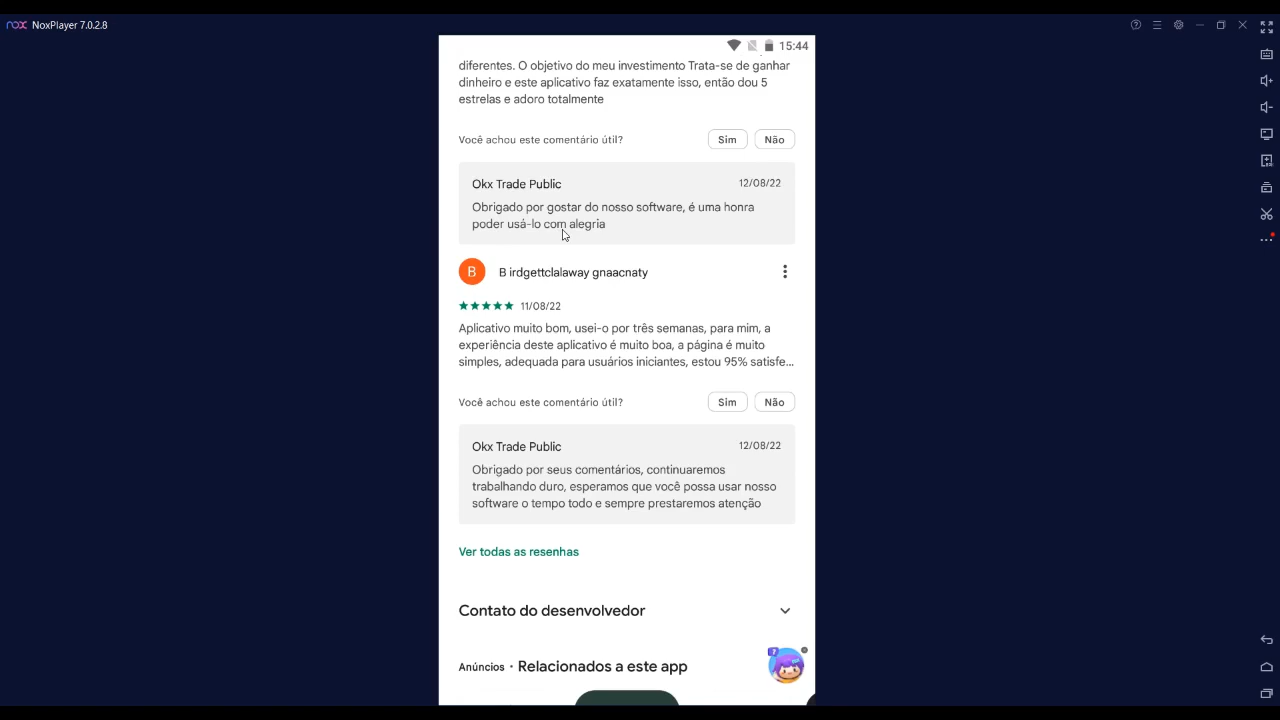 nox NoxPlayer 7.0.2.8
15:44
diferentes. O objetivo do meu investimento Trata-se de ganhar
dinheiro e este aplicativo faz exatamente isso, então dou 5
estrelas e adoro totalmente
Você achou este comentário útil?
Sim
Não
Okx Trade Public
12/08/22
Obrigado por gostar do nosso software, é uma honra
poder usá-lo com alegria
B
B irdgettclalaway gnaacnaty
11/08/22
Aplicativo muito bom, usei-o por três semanas, para mim, a
experiência deste aplicativo é muito boa, a página é muito
simples, adequada para usuários iniciantes, estou 95% satisfe...
Você achou este comentário útil?
Sim
Não
Okx Trade Public
12/08/22
Obrigado por seus comentários, continuaremos
trabalhando duro, esperamos que você possa usar nosso
software o tempo todo e sempre prestaremos atenção
Ver todas as resenhas
Contato do desenvolvedor
Anúncios · Relacionados a este app